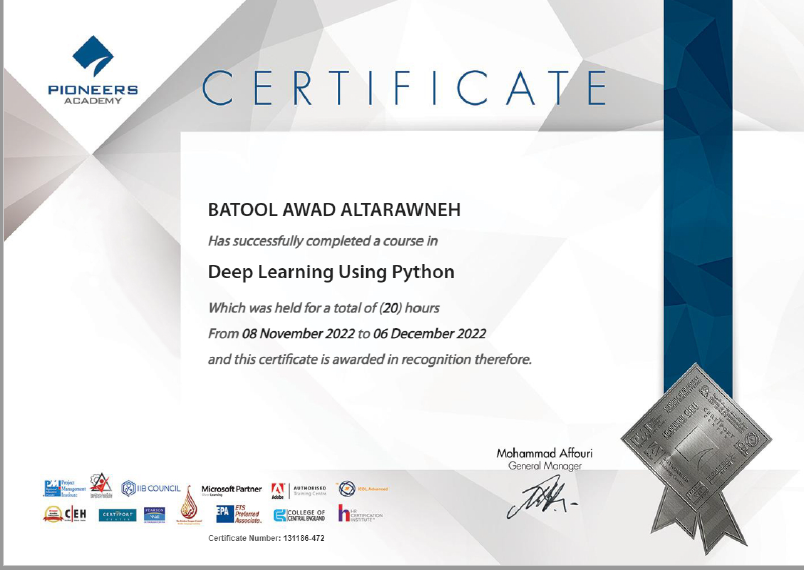 PIONEERS
ACADEMY
CERTIFICATE
BATOOL AWAD ALTARAWNEH
Has successfully completed a course in
Deep Learning Using Python
Which was held for a total of (20) hours
From 08 November 2022 to 06 December 2022
and this certificate is awarded in recognition therefore.
Mohammad Affouri
General Manager
Project
Management
Institute
IIB COUNCIL
Microsoft Partner
Adobe
AUTHORISED
Training Centre
C|EH
CERTIPORT
PEARSON
EPA
ETS
Preferred
Associate
COLLEGE OF
CENTRAL ENGLAND
HR
CERTIFICATION
INSTITUTE
Certificate Number: 131186-472